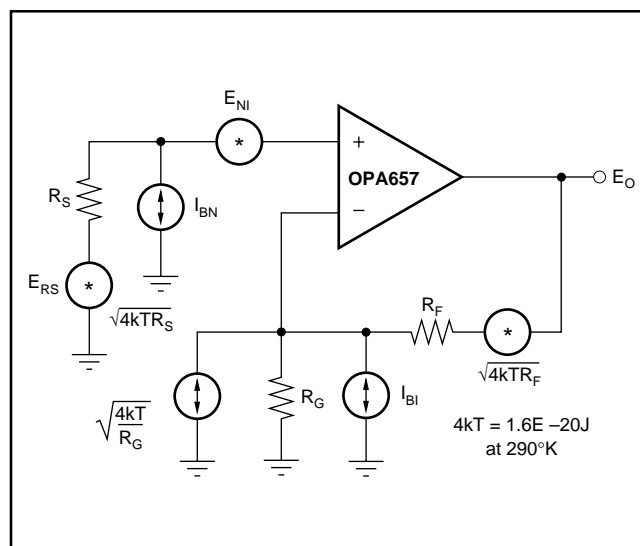 E_NI
*
+
OPA657
−
E_O
R_S
I_BN
E_RS
*
√4kTR_S
R_F
*
√4kTR_F
√4kT/R_G
R_G
I_BI
4kT = 1.6E –20J
at 290°K